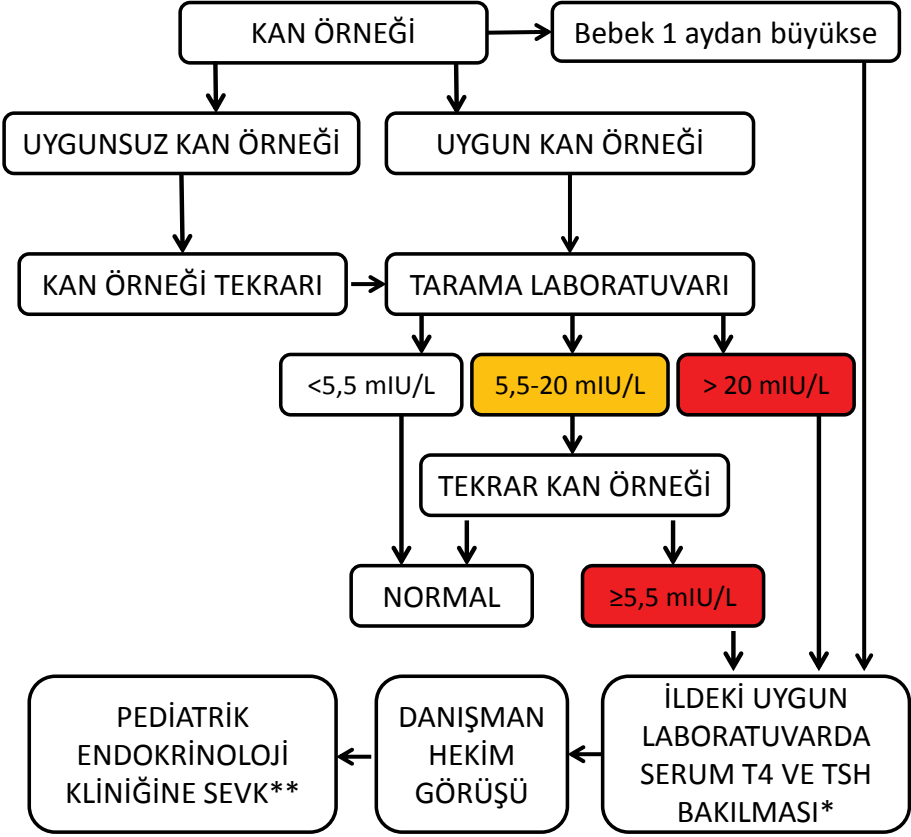 KAN ÖRNEĞİ
Bebek 1 aydan büyükse
UYGUNSUZ KAN ÖRNEĞİ
UYGUN KAN ÖRNEĞİ
KAN ÖRNEĞİ TEKRARI
TARAMA LABORATUVARI
<5,5 mIU/L
5,5-20 mIU/L
> 20 mIU/L
TEKRAR KAN ÖRNEĞİ
NORMAL
≥5,5 mIU/L
PEDİATRİK
ENDOKRİNOLOJİ
KLİNİĞİNE SEVK**
DANIŞMAN
HEKİM
GÖRÜŞÜ
İLDEKİ UYGUN
LABORATUVARDA
SERUM T4 VE TSH
BAKILMASI*